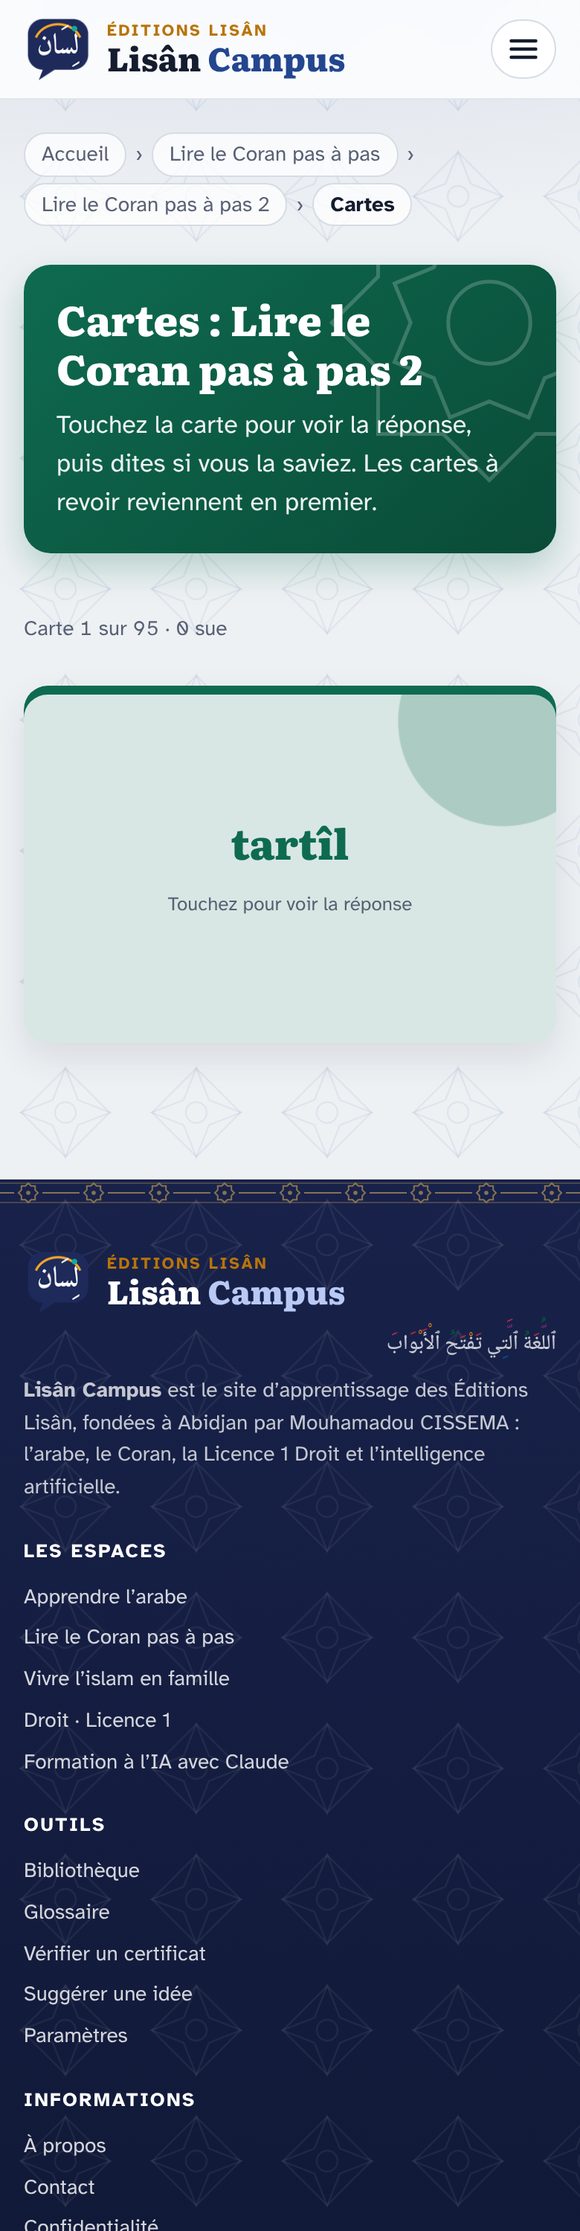 لِسَان
ÉDITIONS LISÂN
Lisân Campus
Accueil › Lire le Coran pas à pas ›
Lire le Coran pas à pas 2 › Cartes
Cartes : Lire le
Coran pas à pas 2
Touchez la carte pour voir la réponse,
puis dites si vous la saviez. Les cartes à
revoir reviennent en premier.
Carte 1 sur 95 · 0 sue
tartîl
Touchez pour voir la réponse
لِسَان
ÉDITIONS LISÂN
Lisân Campus
ٱللُّغَةُ ٱلَّتِي تَفْتَحُ ٱلْأَبْوَابَ
Lisân Campus est le site d’apprentissage des Éditions
Lisân, fondées à Abidjan par Mouhamadou CISSEMA :
l’arabe, le Coran, la Licence 1 Droit et l’intelligence
artificielle.
LES ESPACES
Apprendre l’arabe
Lire le Coran pas à pas
Vivre l’islam en famille
Droit · Licence 1
Formation à l’IA avec Claude
OUTILS
Bibliothèque
Glossaire
Vérifier un certificat
Suggérer une idée
Paramètres
INFORMATIONS
À propos
Contact
Confidentialité